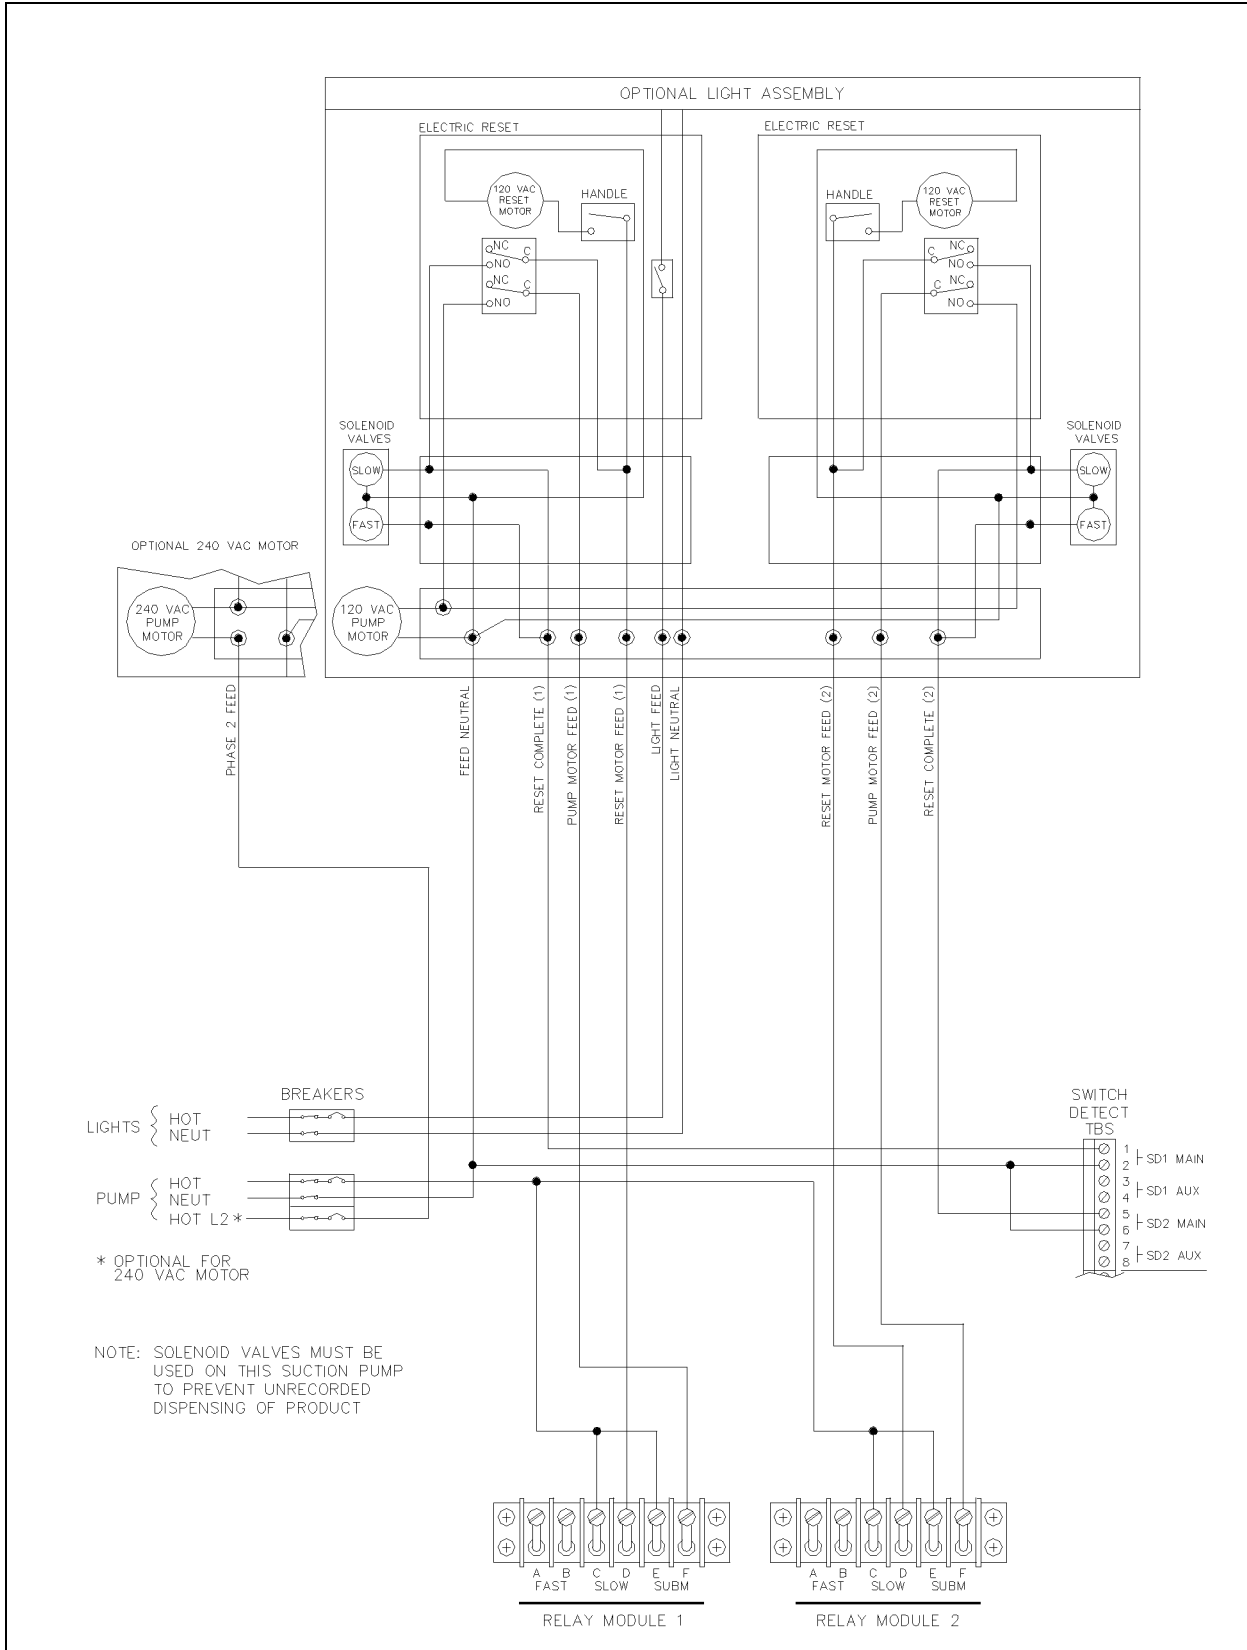 OPTIONAL LIGHT ASSEMBLY
ELECTRIC RESET
120 VAC
RESET
MOTOR
HANDLE
NC
C
NO
NC
C
NO
ELECTRIC RESET
HANDLE
120 VAC
RESET
MOTOR
C
NC
NO
C
NC
NO
SOLENOID
VALVES
SLOW
FAST
SOLENOID
VALVES
SLOW
FAST
OPTIONAL 240 VAC MOTOR
240 VAC
PUMP
MOTOR
120 VAC
PUMP
MOTOR
PHASE 2 FEED
FEED NEUTRAL
RESET COMPLETE (1)
PUMP MOTOR FEED (1)
RESET MOTOR FEED (1)
LIGHT FEED
LIGHT NEUTRAL
RESET MOTOR FEED (2)
PUMP MOTOR FEED (2)
RESET COMPLETE (2)
BREAKERS
LIGHTS
HOT
NEUT
PUMP
HOT
NEUT
HOT L2 *
* OPTIONAL FOR
240 VAC MOTOR
SWITCH
DETECT
TBS
1
2
SD1 MAIN
3
4
SD1 AUX
5
6
SD2 MAIN
7
8
SD2 AUX
NOTE: SOLENOID VALVES MUST BE
USED ON THIS SUCTION PUMP
TO PREVENT UNRECORDED
DISPENSING OF PRODUCT
A B C D E F
FAST SLOW SUBM
RELAY MODULE 1
A B C D E F
FAST SLOW SUBM
RELAY MODULE 2